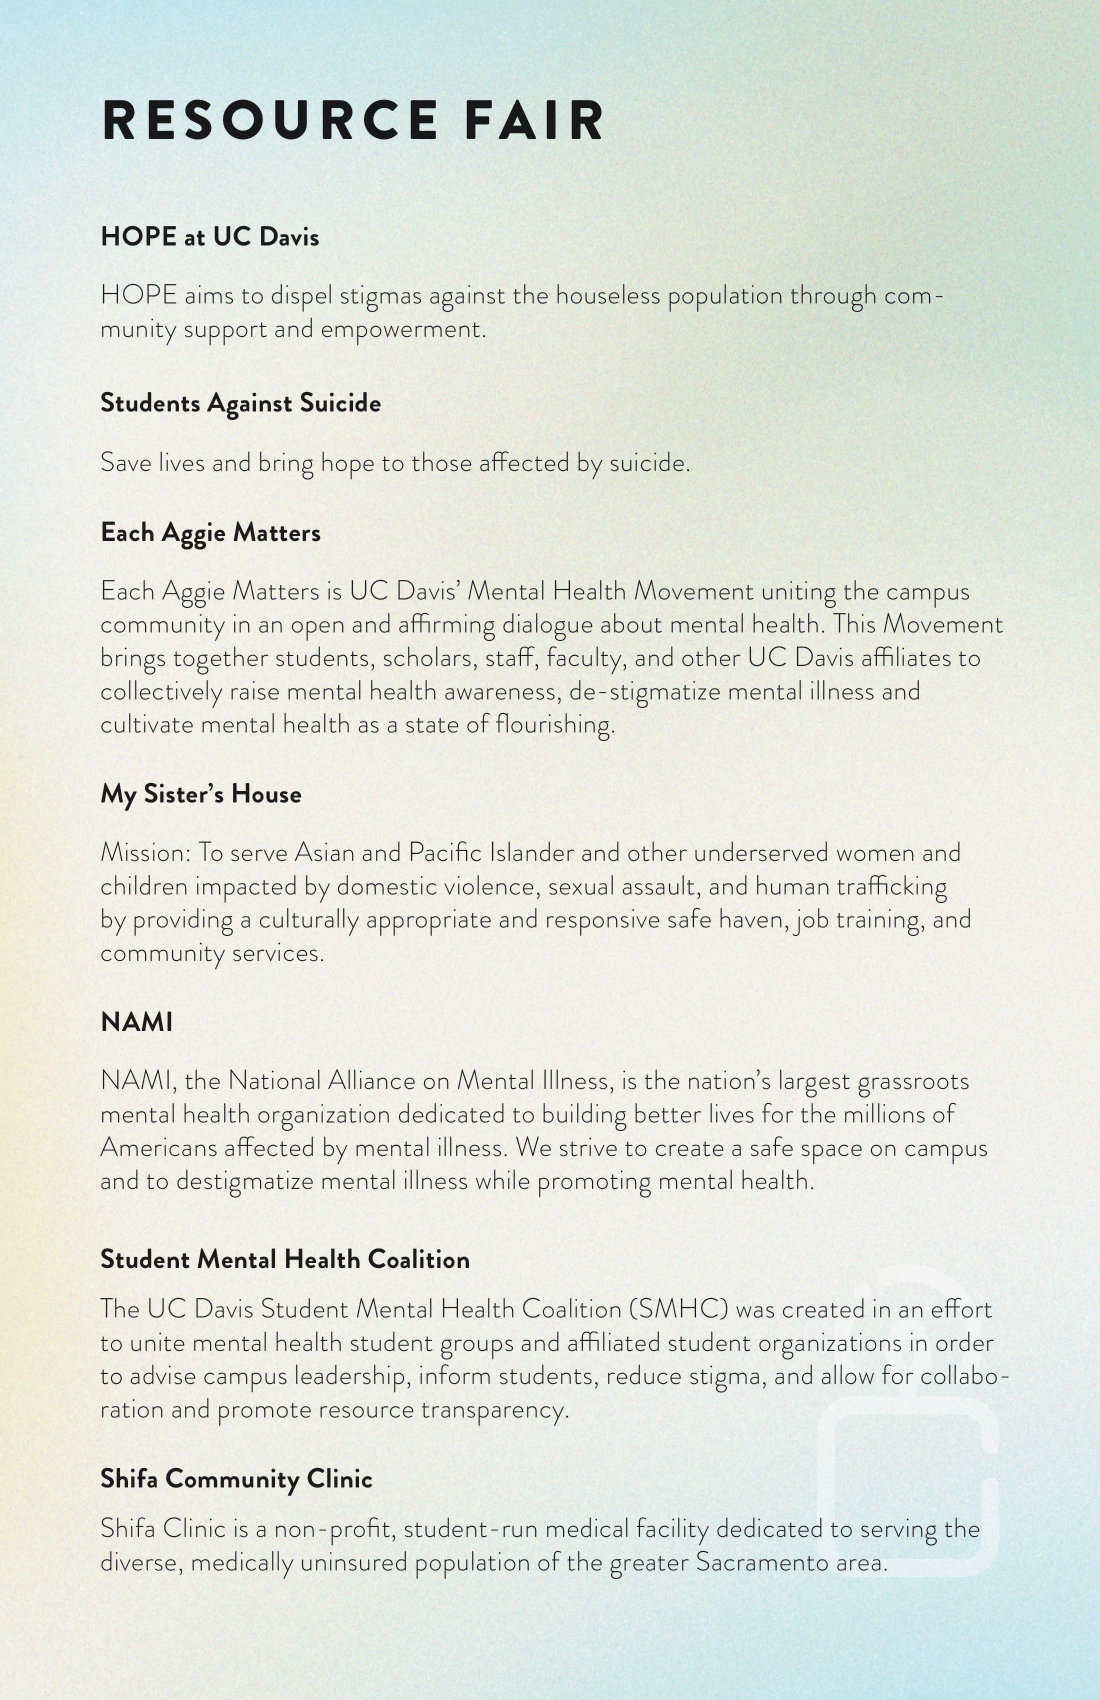 RESOURCE FAIR
HOPE at UC Davis
HOPE aims to dispel stigmas against the houseless population through com-
munity support and empowerment.
Students Against Suicide
Save lives and bring hope to those affected by suicide.
Each Aggie Matters
Each Aggie Matters is UC Davis’ Mental Health Movement uniting the campus
community in an open and affirming dialogue about mental health. This Movement
brings together students, scholars, staff, faculty, and other UC Davis affiliates to
collectively raise mental health awareness, de-stigmatize mental illness and
cultivate mental health as a state of flourishing.
My Sister’s House
Mission: To serve Asian and Pacific Islander and other underserved women and
children impacted by domestic violence, sexual assault, and human trafficking
by providing a culturally appropriate and responsive safe haven, job training, and
community services.
NAMI
NAMI, the National Alliance on Mental Illness, is the nation’s largest grassroots
mental health organization dedicated to building better lives for the millions of
Americans affected by mental illness. We strive to create a safe space on campus
and to destigmatize mental illness while promoting mental health.
Student Mental Health Coalition
The UC Davis Student Mental Health Coalition (SMHC) was created in an effort
to unite mental health student groups and affiliated student organizations in order
to advise campus leadership, inform students, reduce stigma, and allow for collabo-
ration and promote resource transparency.
Shifa Community Clinic
Shifa Clinic is a non-profit, student-run medical facility dedicated to serving the
diverse, medically uninsured population of the greater Sacramento area.